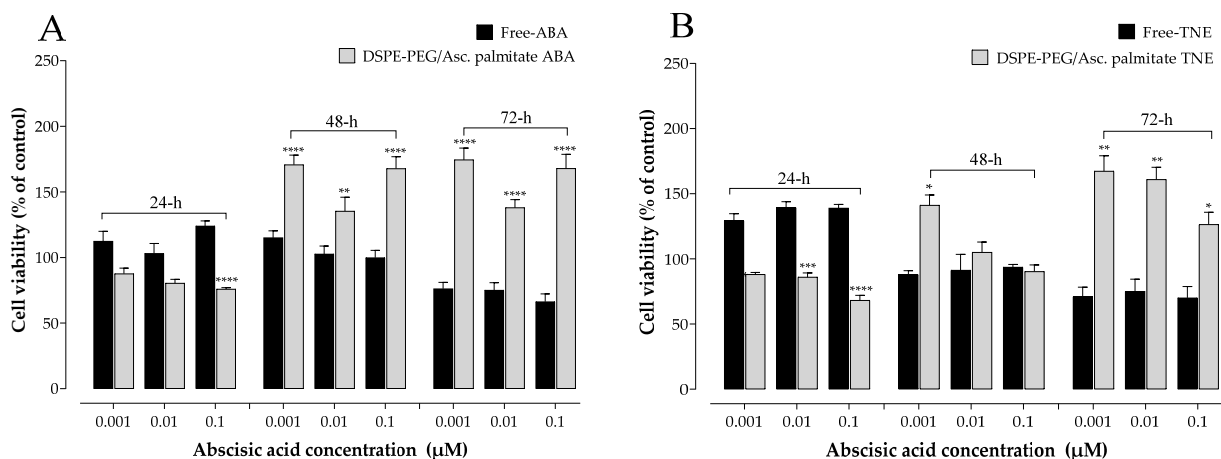 A
Free-ABA
DSPE-PEG/Asc. palmitate ABA
250
200
150
100
50
0
Cell viability (% of control)
24-h
48-h
72-h
****
****
**
****
****
****
****
0.001 0.01 0.1 0.001 0.01 0.1 0.001 0.01 0.1
Abscisic acid concentration (µM)
B
Free-TNE
DSPE-PEG/Asc. palmitate TNE
250
200
150
100
50
0
Cell viability (% of control)
24-h
48-h
72-h
***
****
*
**
**
*
0.001 0.01 0.1 0.001 0.01 0.1 0.001 0.01 0.1
Abscisic acid concentration (µM)